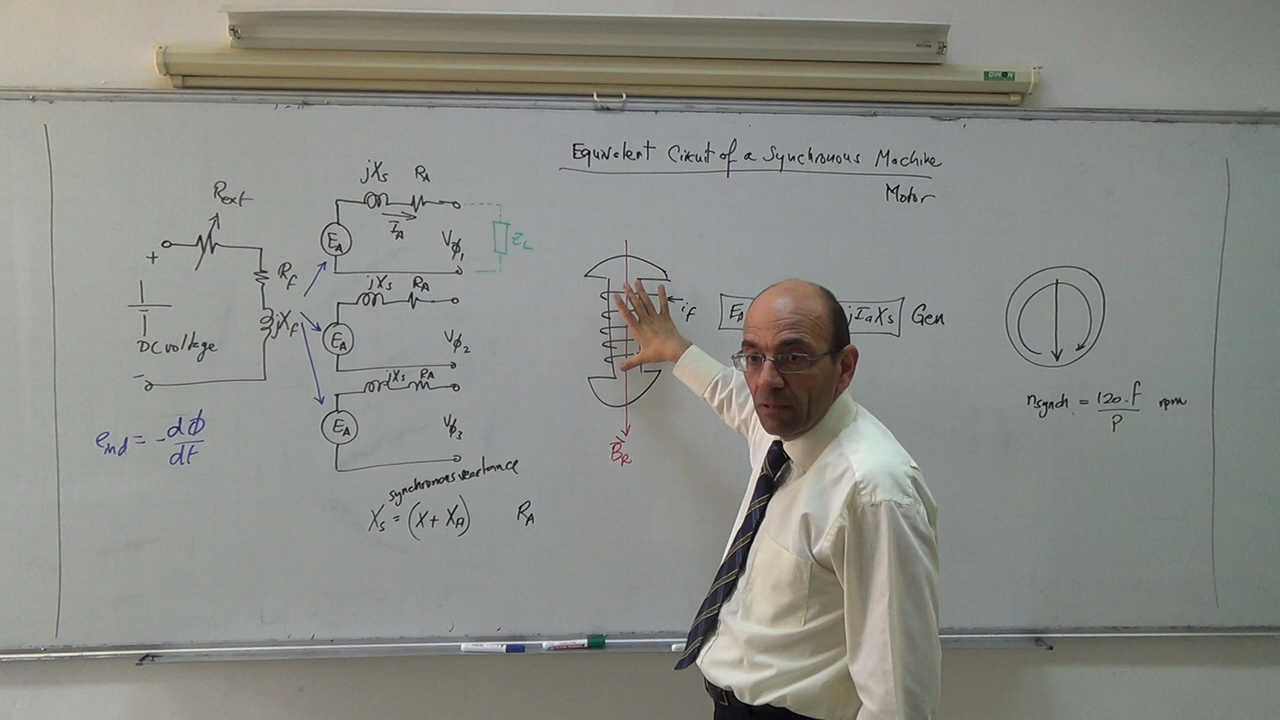 Equivalent Circuit of a Synchronous Machine
Motor
Rext
+
Rf
jXf
DC voltage
-
eind = - dϕ/dt
jXs RA
IA
EA
Vϕ1
ZL
jXs RA
EA
Vϕ2
jXs RA
EA
Vϕ3
synchronous reactance
Xs = (X + XA) RA
if
BR
EA
jIaXs Gen
nsynch. = 120.f/P rpm